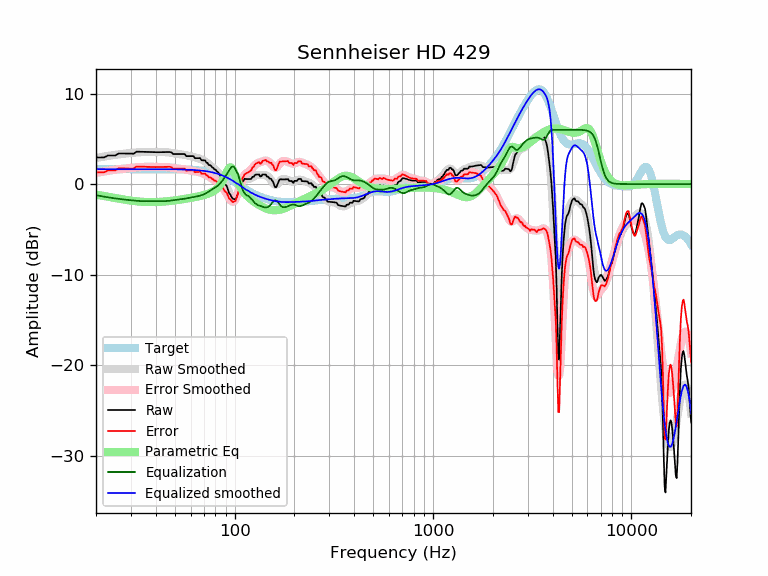 Sennheiser HD 429
Amplitude (dBr)
10
0
−10
−20
−30
Target
Raw Smoothed
Error Smoothed
Raw
Error
Parametric Eq
Equalization
Equalized smoothed
100
1000
10000
Frequency (Hz)